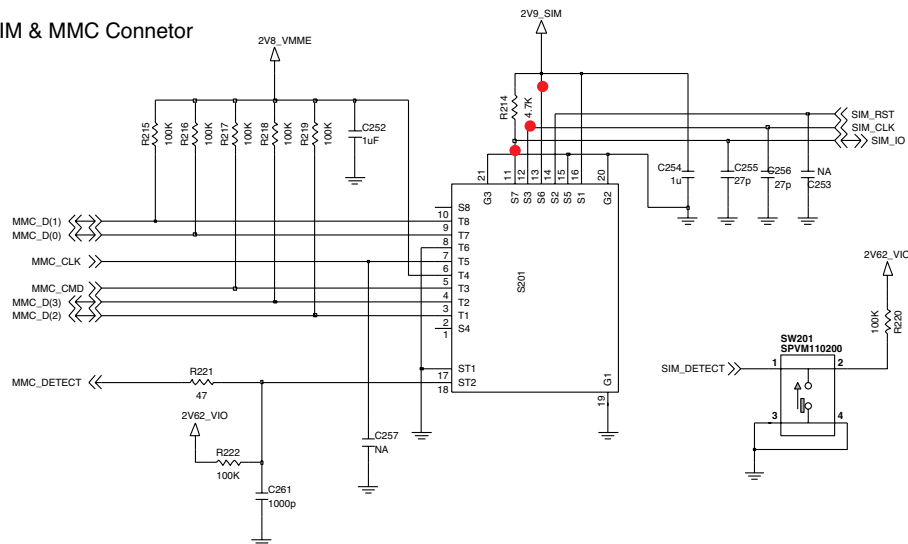 IM & MMC Connetor
2V8_VMME
2V9_SIM
R215
100K
R216
100K
R217
100K
R218
100K
R219
100K
C252
1uF
R214
4.7K
SIM_RST
SIM_CLK
SIM_IO
C254
1u
C255
27p
C256
27p
NA
C253
21
11
12
13
14
15
16
20
G3
S7
S3
S6
S2
S5
S1
G2
S201
S8
10
T8
9
T7
8
T6
7
T5
6
T4
5
T3
4
T2
3
T1
2
S4
1
ST1
17
ST2
18
G1
19
MMC_D(1)
MMC_D(0)
MMC_CLK
MMC_CMD
MMC_D(3)
MMC_D(2)
MMC_DETECT
R221
47
2V62_VIO
R222
100K
C261
1000p
C257
NA
2V62_VIO
100K
R220
SW201
SPVM110200
SIM_DETECT
1
2
3
4